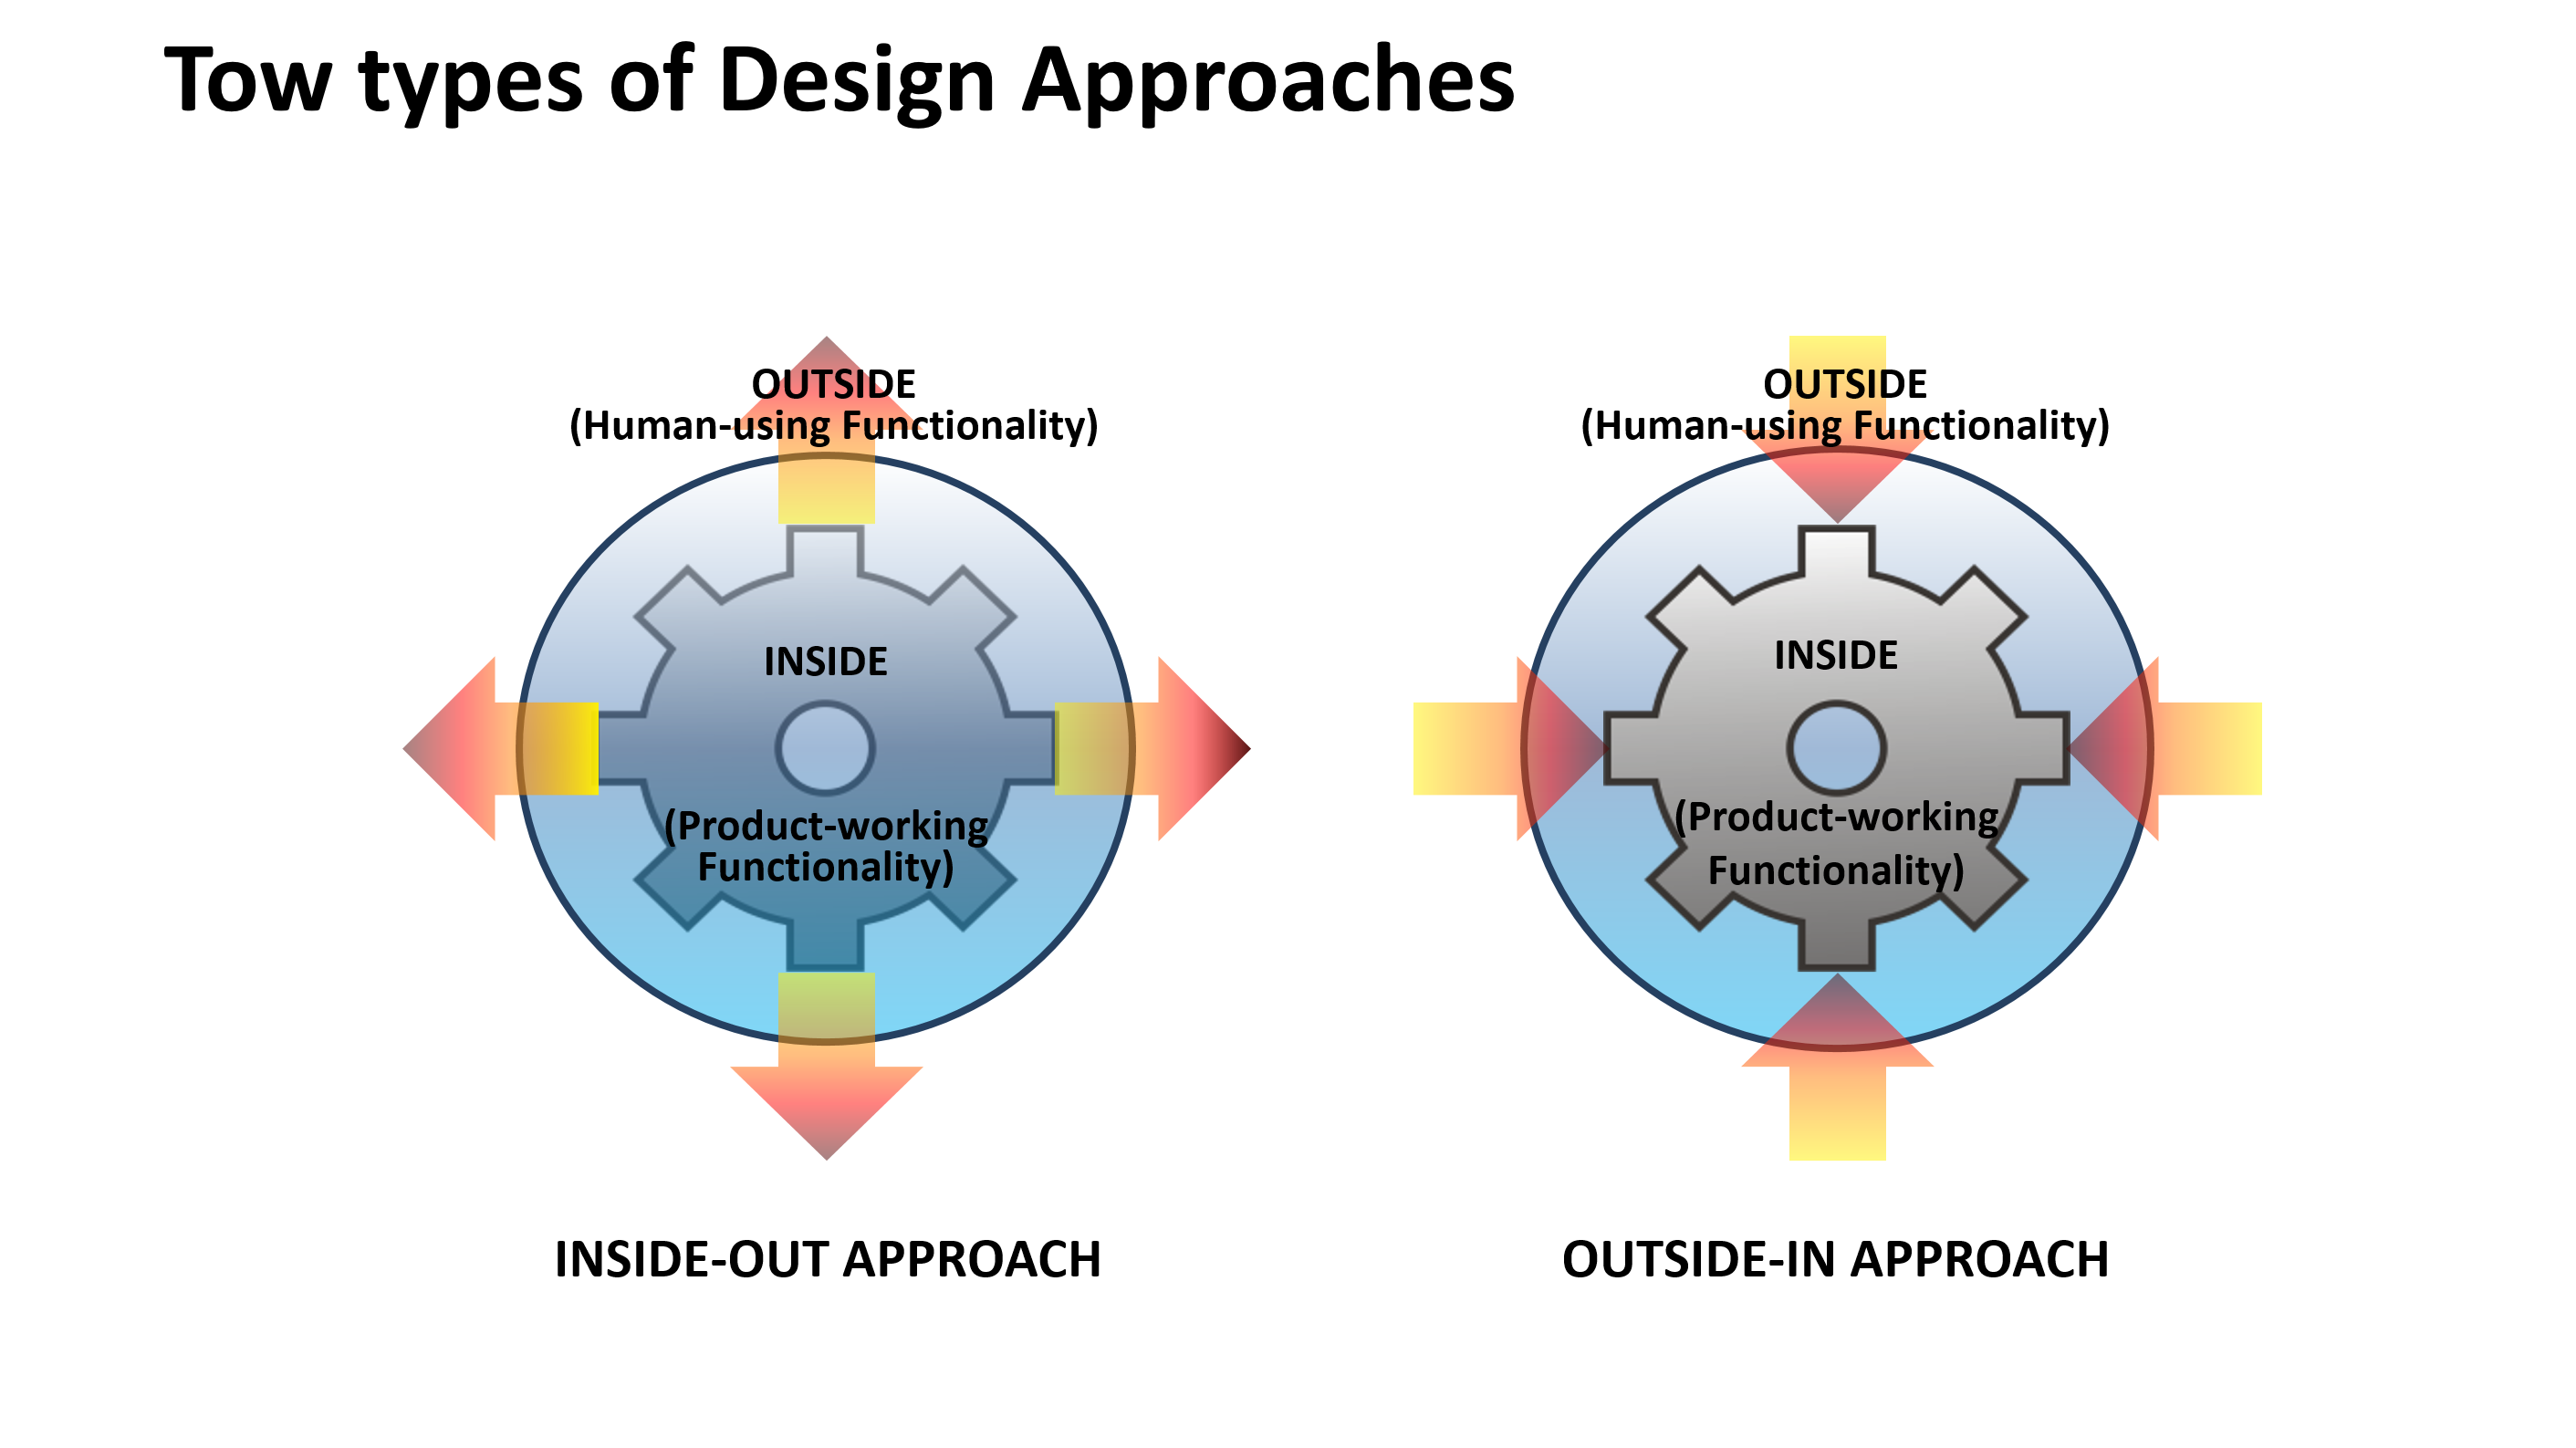 Tow types of Design Approaches
OUTSIDE
(Human-using Functionality)
INSIDE
(Product-working
Functionality)
INSIDE-OUT APPROACH
OUTSIDE
(Human-using Functionality)
INSIDE
(Product-working
Functionality)
OUTSIDE-IN APPROACH